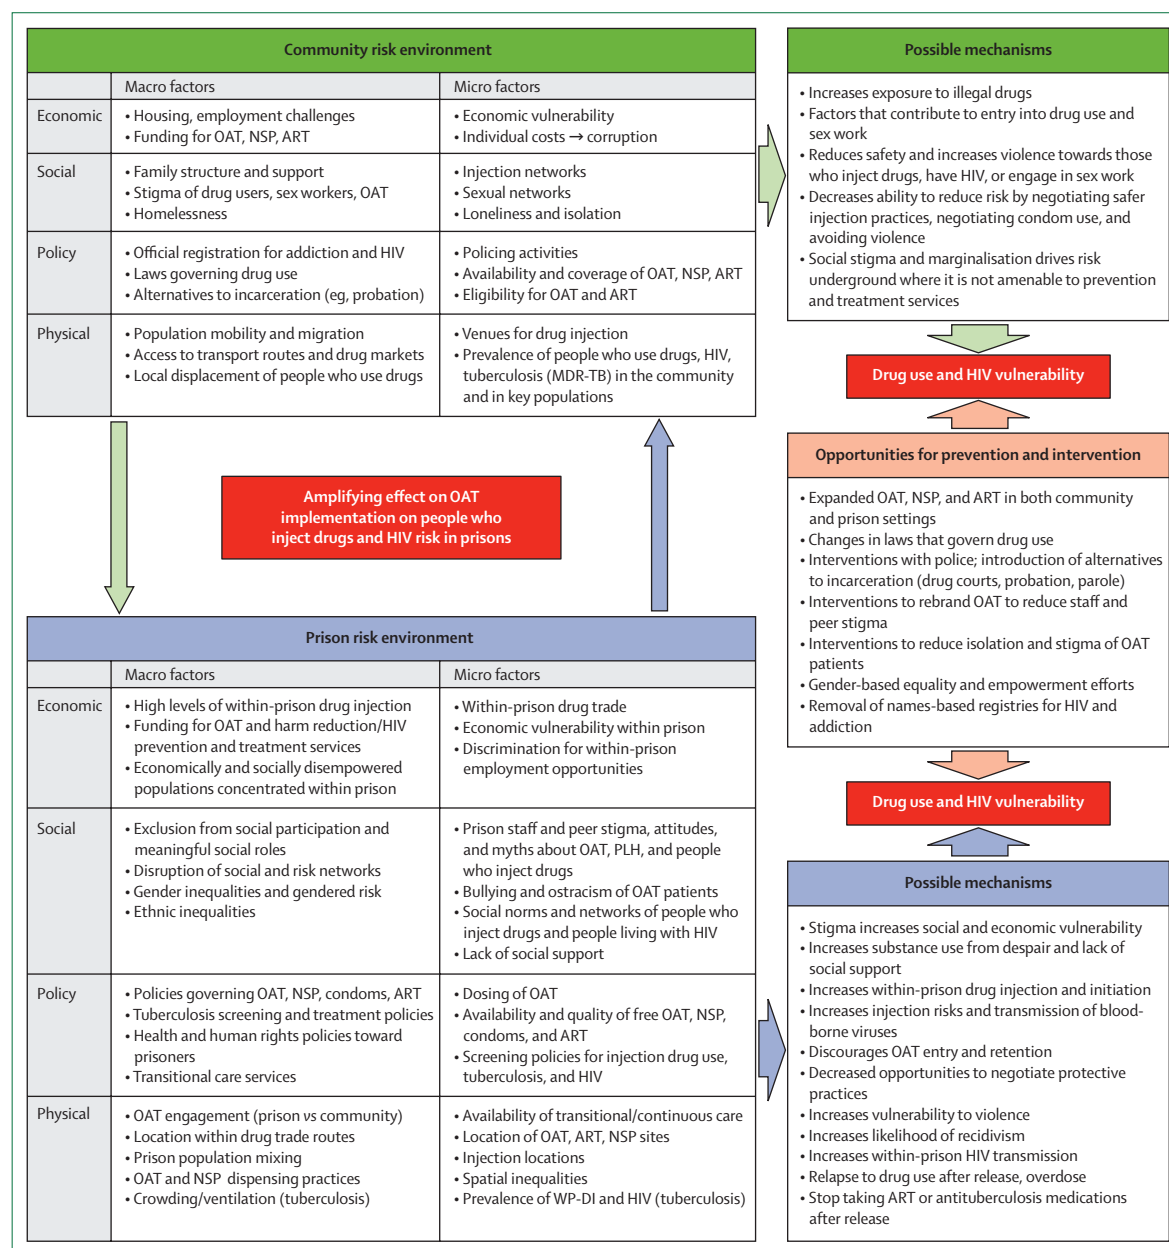 Community risk environment
Macro factors
Micro factors
Economic
• Housing, employment challenges
• Funding for OAT, NSP, ART
• Economic vulnerability
• Individual costs → corruption
Social
• Family structure and support
• Stigma of drug users, sex workers, OAT
• Homelessness
• Injection networks
• Sexual networks
• Loneliness and isolation
Policy
• Official registration for addiction and HIV
• Laws governing drug use
• Alternatives to incarceration (eg, probation)
• Policing activities
• Availability and coverage of OAT, NSP, ART
• Eligibility for OAT and ART
Physical
• Population mobility and migration
• Access to transport routes and drug markets
• Local displacement of people who use drugs
• Venues for drug injection
• Prevalence of people who use drugs, HIV,
tuberculosis (MDR-TB) in the community
and in key populations
Possible mechanisms
• Increases exposure to illegal drugs
• Factors that contribute to entry into drug use and
sex work
• Reduces safety and increases violence towards those
who inject drugs, have HIV, or engage in sex work
• Decreases ability to reduce risk by negotiating safer
injection practices, negotiating condom use, and
avoiding violence
• Social stigma and marginalisation drives risk
underground where it is not amenable to prevention
and treatment services
Drug use and HIV vulnerability
Opportunities for prevention and intervention
• Expanded OAT, NSP, and ART in both community
and prison settings
• Changes in laws that govern drug use
• Interventions with police; introduction of alternatives
to incarceration (drug courts, probation, parole)
• Interventions to rebrand OAT to reduce staff and
peer stigma
• Interventions to reduce isolation and stigma of OAT
patients
• Gender-based equality and empowerment efforts
• Removal of names-based registries for HIV and
addiction
Drug use and HIV vulnerability
Amplifying effect on OAT
implementation on people who
inject drugs and HIV risk in prisons
Prison risk environment
Macro factors
Micro factors
Economic
• High levels of within-prison drug injection
• Funding for OAT and harm reduction/HIV
prevention and treatment services
• Economically and socially disempowered
populations concentrated within prison
• Within-prison drug trade
• Economic vulnerability within prison
• Discrimination for within-prison
employment opportunities
Social
• Exclusion from social participation and
meaningful social roles
• Disruption of social and risk networks
• Gender inequalities and gendered risk
• Ethnic inequalities
• Prison staff and peer stigma, attitudes,
and myths about OAT, PLH, and people
who inject drugs
• Bullying and ostracism of OAT patients
• Social norms and networks of people who
inject drugs and people living with HIV
• Lack of social support
Policy
• Policies governing OAT, NSP, condoms, ART
• Tuberculosis screening and treatment policies
• Health and human rights policies toward
prisoners
• Transitional care services
• Dosing of OAT
• Availability and quality of free OAT, NSP,
condoms, and ART
• Screening policies for injection drug use,
tuberculosis, and HIV
Physical
• OAT engagement (prison vs community)
• Location within drug trade routes
• Prison population mixing
• OAT and NSP dispensing practices
• Crowding/ventilation (tuberculosis)
• Availability of transitional/continuous care
• Location of OAT, ART, NSP sites
• Injection locations
• Spatial inequalities
• Prevalence of WP-DI and HIV (tuberculosis)
Possible mechanisms
• Stigma increases social and economic vulnerability
• Increases substance use from despair and lack of
social support
• Increases within-prison drug injection and initiation
• Increases injection risks and transmission of blood-
borne viruses
• Discourages OAT entry and retention
• Decreased opportunities to negotiate protective
practices
• Increases vulnerability to violence
• Increases likelihood of recidivism
• Increases within-prison HIV transmission
• Relapse to drug use after release, overdose
• Stop taking ART or antituberculosis medications
after release